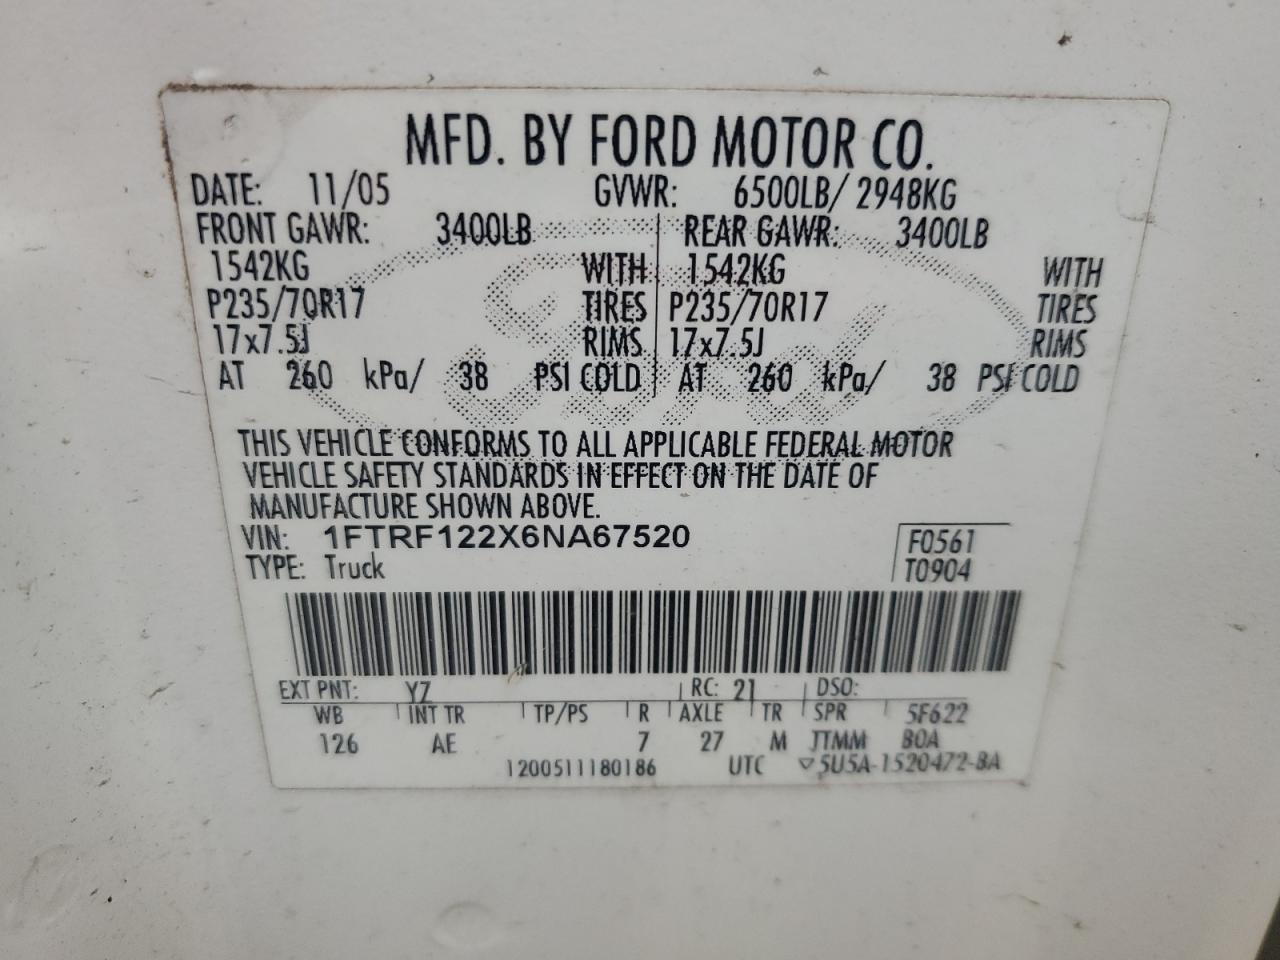 MFD. BY FORD MOTOR CO.
DATE: 11/05 GVWR: 6500LB/ 2948KG
FRONT GAWR: 3400LB REAR GAWR: 3400LB
1542KG WITH 1542KG WITH
P235/70R17 TIRES P235/70R17 TIRES
17x7.5J RIMS 17x7.5J RIMS
AT 260 kPa/ 38 PSI COLD AT 260 kPa/ 38 PSI COLD
Ford
THIS VEHICLE CONFORMS TO ALL APPLICABLE FEDERAL MOTOR
VEHICLE SAFETY STANDARDS IN EFFECT ON THE DATE OF
MANUFACTURE SHOWN ABOVE.
VIN: 1FTRF122X6NA67520 F0561
TYPE: Truck T0904
EXT PNT: YZ RC: 21 DSO:
WB INT TR TP/PS R AXLE TR SPR 5F622
126 AE 7 27 M JTMM BOA
1200511180186 UTC ▽5U5A-1520472-BA